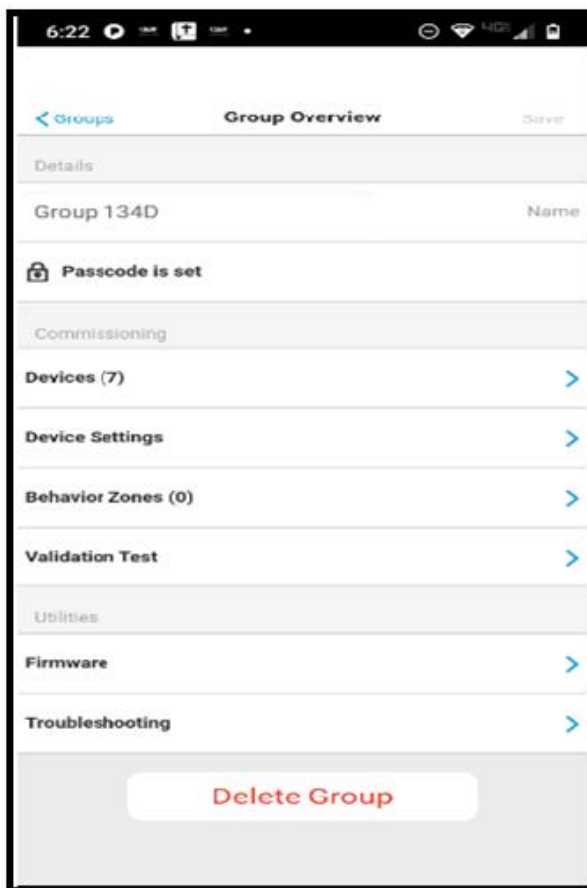 6:22
Groups Group Overview Save
Details
Group 134D Name
Passcode is set
Commissioning
Devices (7)
Device Settings
Behavior Zones (0)
Validation Test
Utilities
Firmware
Troubleshooting
Delete Group